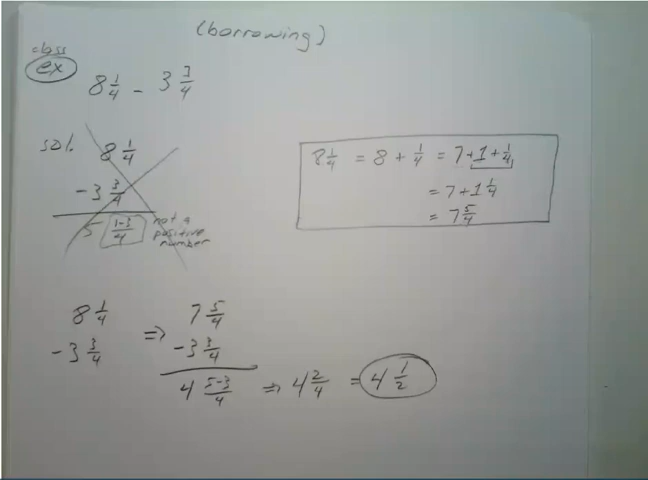 (borrowing)
class
ex
8 1/4 - 3 3/4
sol.
8 1/4
- 3 3/4
5 (1-3)/4 not a positive number
8 1/4 = 8 + 1/4 = 7 + 1 + 1/4
= 7 + 1 1/4
= 7 5/4
8 1/4 ⇒ 7 5/4
- 3 3/4 - 3 3/4
4 (5-3)/4 ⇒ 4 2/4 = 4 1/2